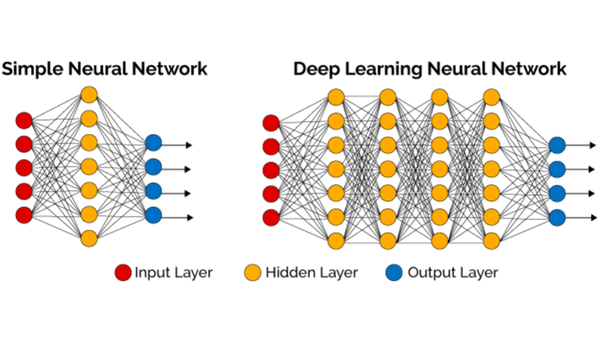 Simple Neural Network
Deep Learning Neural Network
Input Layer
Hidden Layer
Output Layer